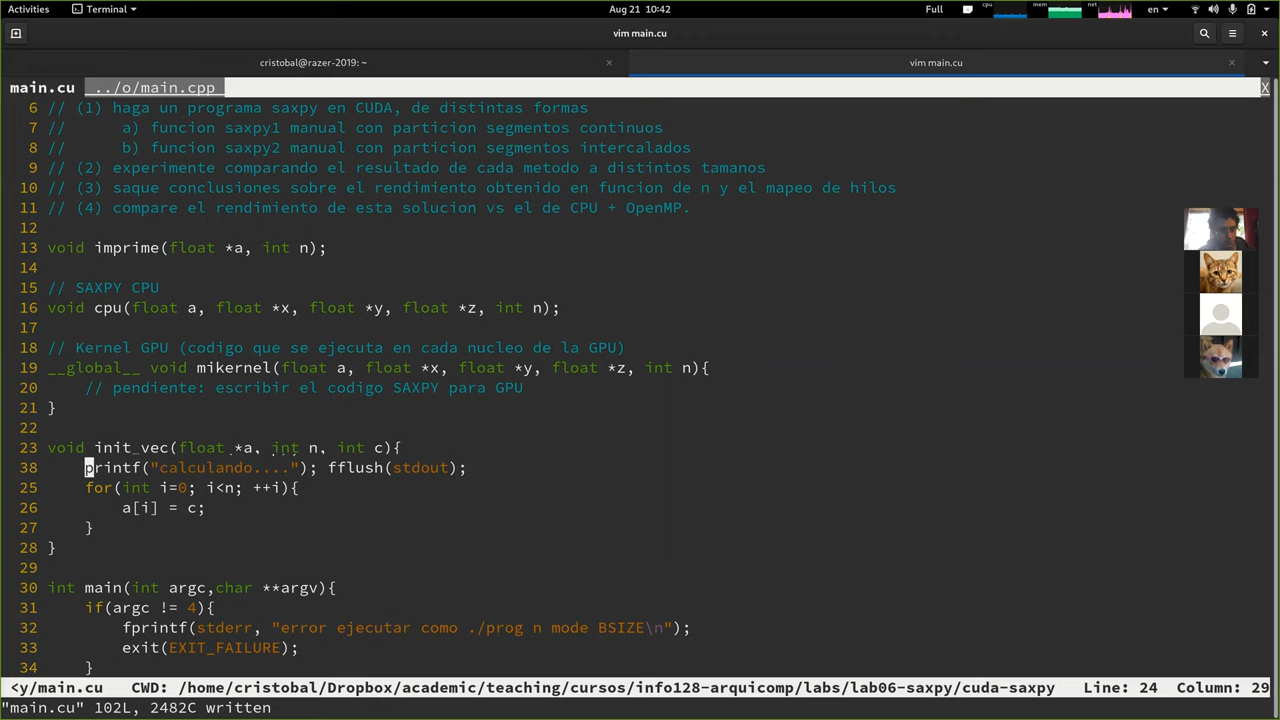 Activities Terminal Aug 21 10:42 Full cpu mem net en
vim main.cu
cristobal@razer-2019: ~ × vim main.cu ×
main.cu ../o/main.cpp X
6 // (1) haga un programa saxpy en CUDA, de distintas formas
7 // a) funcion saxpy1 manual con particion segmentos continuos
8 // b) funcion saxpy2 manual con particion segmentos intercalados
9 // (2) experimente comparando el resultado de cada metodo a distintos tamanos
10 // (3) saque conclusiones sobre el rendimiento obtenido en funcion de n y el mapeo de hilos
11 // (4) compare el rendimiento de esta solucion vs el de CPU + OpenMP.
12
13 void imprime(float *a, int n);
14
15 // SAXPY CPU
16 void cpu(float a, float *x, float *y, float *z, int n);
17
18 // Kernel GPU (codigo que se ejecuta en cada nucleo de la GPU)
19 __global__ void mikernel(float a, float *x, float *y, float *z, int n){
20 // pendiente: escribir el codigo SAXPY para GPU
21 }
22
23 void init_vec(float *a, int n, int c){
38 printf("calculando...."); fflush(stdout);
25 for(int i=0; i<n; ++i){
26 a[i] = c;
27 }
28 }
29
30 int main(int argc,char **argv){
31 if(argc != 4){
32 fprintf(stderr, "error ejecutar como ./prog n mode BSIZE\n");
33 exit(EXIT_FAILURE);
34 }
<y/main.cu CWD: /home/cristobal/Dropbox/academic/teaching/cursos/info128-arquicomp/labs/lab06-saxpy/cuda-saxpy Line: 24 Column: 29
"main.cu" 102L, 2482C written